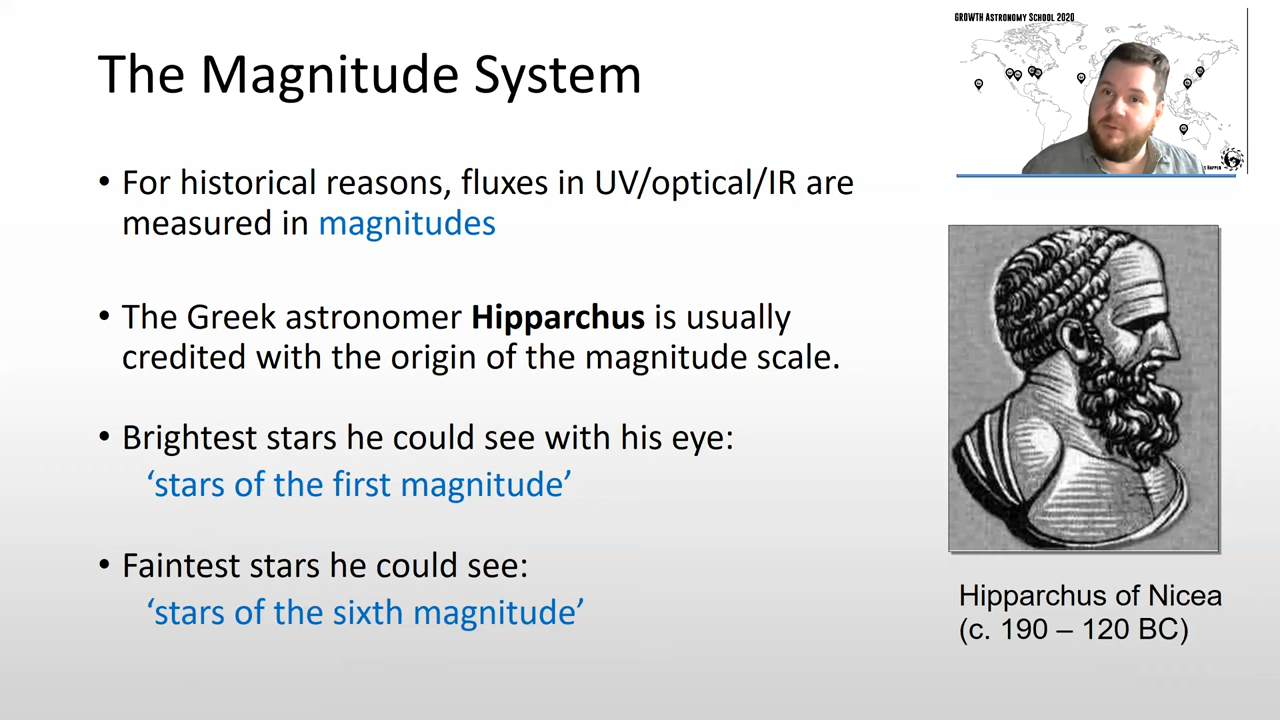 GROWTH ASTRONOMY SCHOOL 2020
The Magnitude System
• For historical reasons, fluxes in UV/optical/IR are
measured in magnitudes
• The Greek astronomer Hipparchus is usually
credited with the origin of the magnitude scale.
• Brightest stars he could see with his eye:
‘stars of the first magnitude’
• Faintest stars he could see:
‘stars of the sixth magnitude’
Hipparchus of Nicea
(c. 190 – 120 BC)